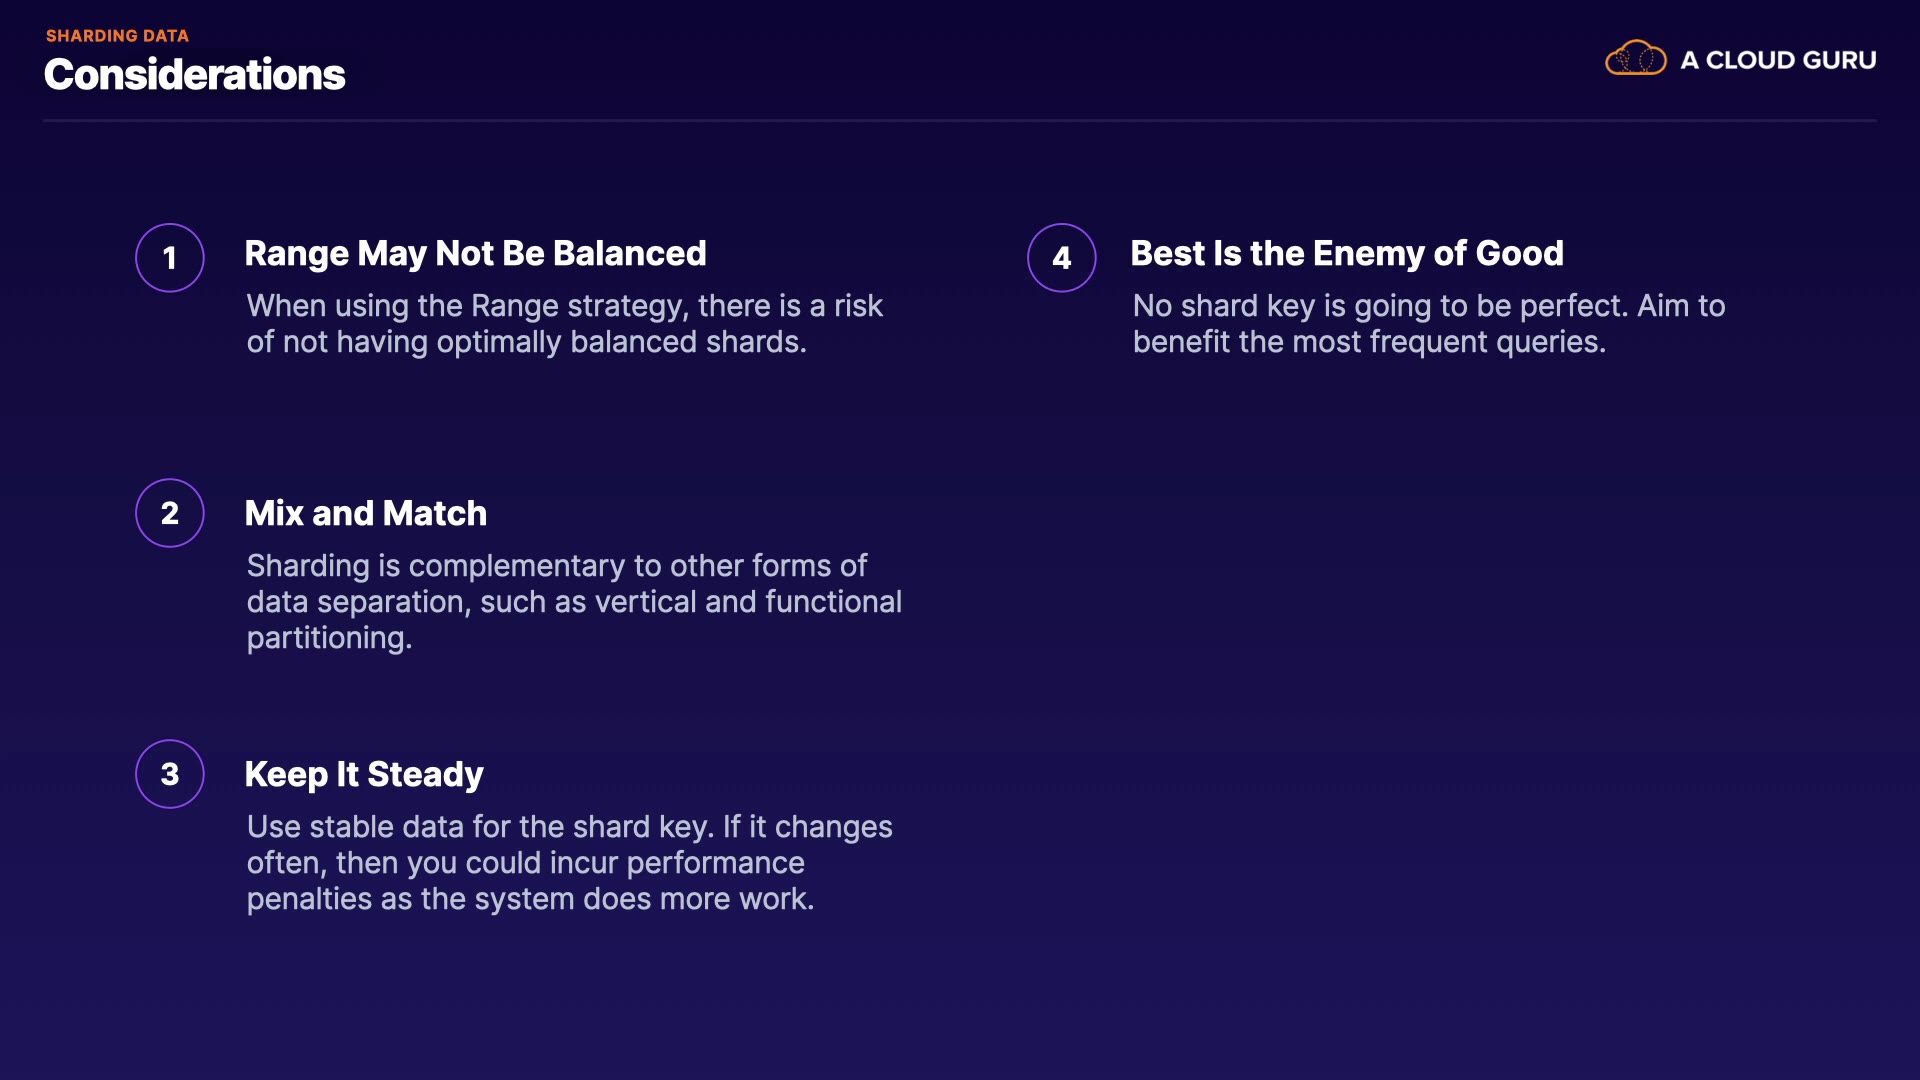 SHARDING DATA
Considerations
A CLOUD GURU
1
Range May Not Be Balanced
When using the Range strategy, there is a risk
of not having optimally balanced shards.
2
Mix and Match
Sharding is complementary to other forms of
data separation, such as vertical and functional
partitioning.
3
Keep It Steady
Use stable data for the shard key. If it changes
often, then you could incur performance
penalties as the system does more work.
4
Best Is the Enemy of Good
No shard key is going to be perfect. Aim to
benefit the most frequent queries.